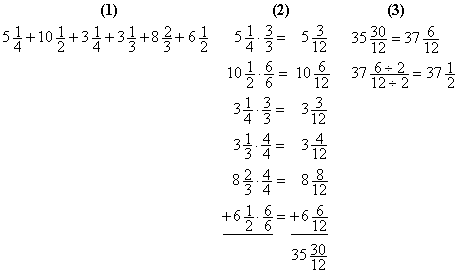 (1) (2) (3)
5 1/4 + 10 1/2 + 3 1/4 + 3 1/3 + 8 2/3 + 6 1/2
5 1/4 · 3/3 = 5 3/12
10 1/2 · 6/6 = 10 6/12
3 1/4 · 3/3 = 3 3/12
3 1/3 · 4/4 = 3 4/12
8 2/3 · 4/4 = 8 8/12
+6 1/2 · 6/6 = +6 6/12
35 30/12
35 30/12 = 37 6/12
37 6÷2/12÷2 = 37 1/2